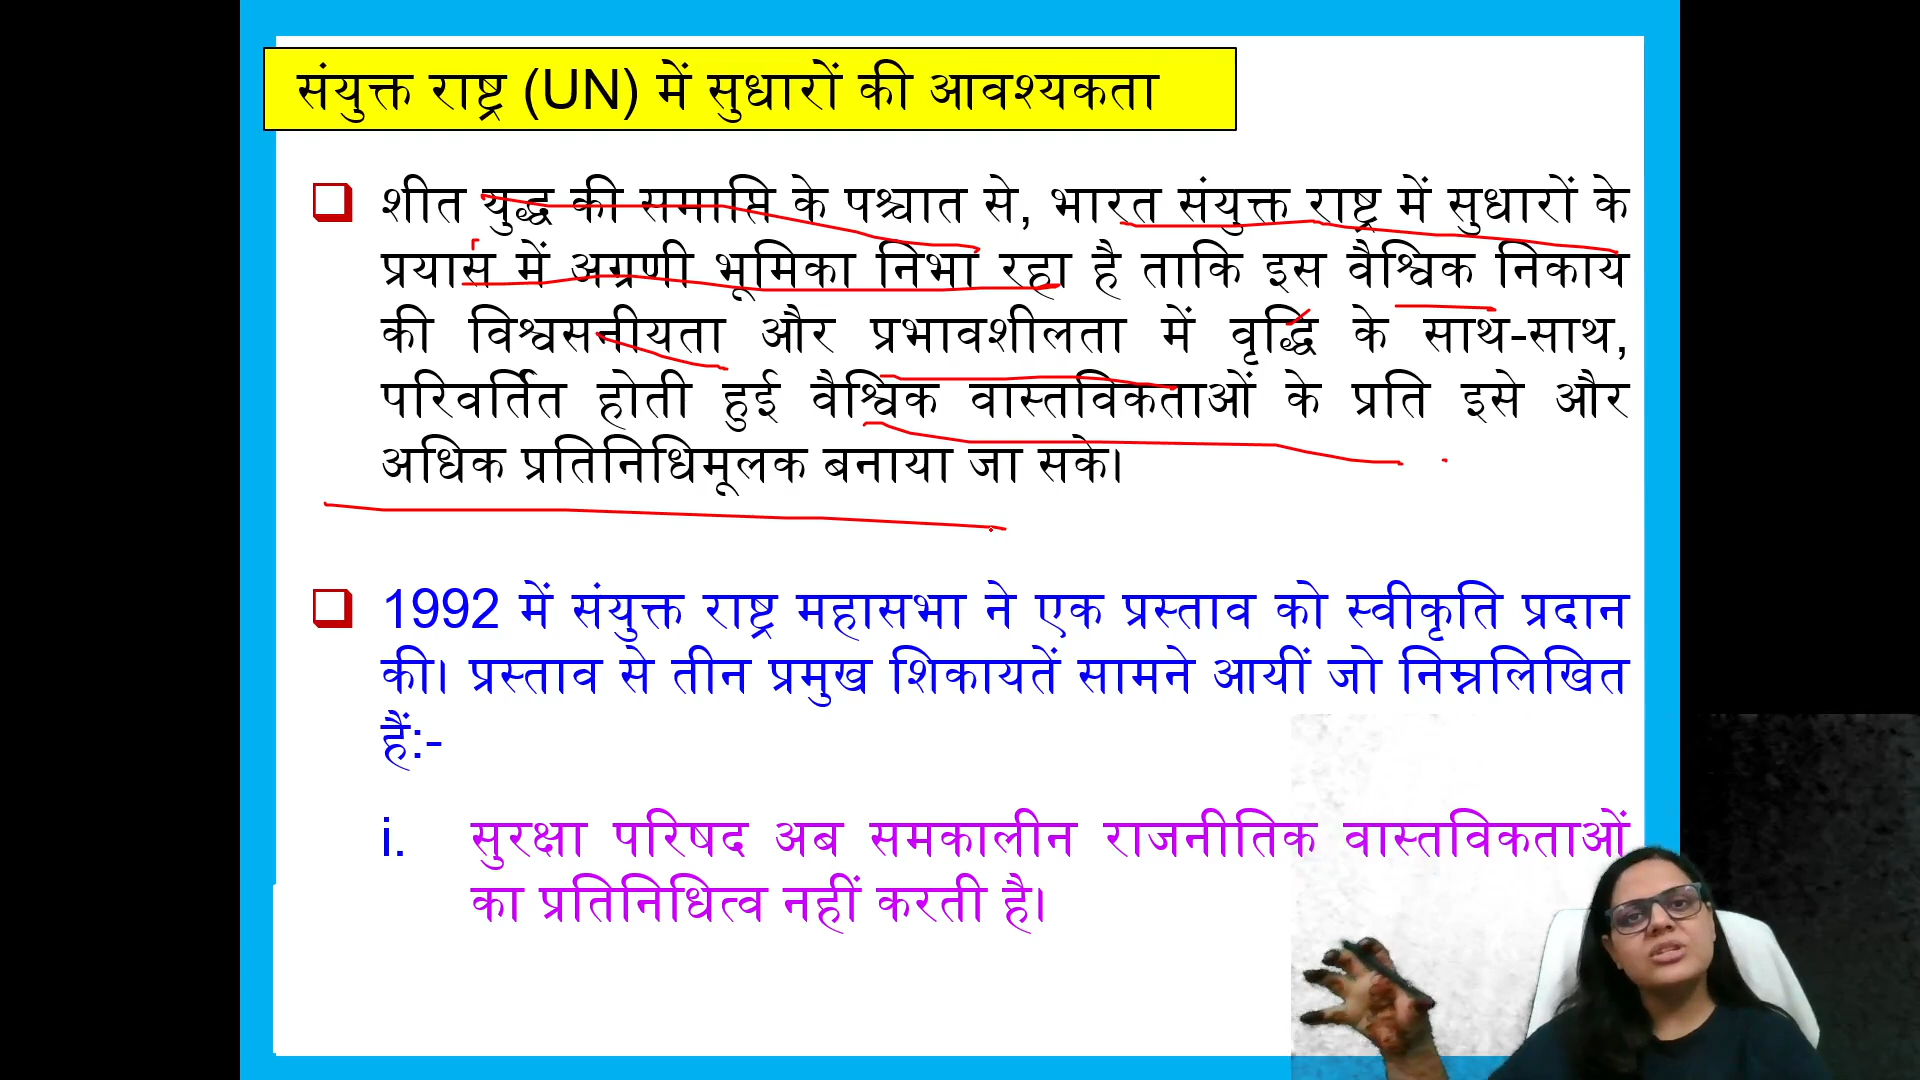 संयुक्त राष्ट्र (UN) में सुधारों की आवश्यकता
शीत युद्ध की समाप्ति के पश्चात से, भारत संयुक्त राष्ट्र में सुधारों के
प्रयास में अग्रणी भूमिका निभा रहा है ताकि इस वैश्विक निकाय
की विश्वसनीयता और प्रभावशीलता में वृद्धि के साथ-साथ,
परिवर्तित होती हुई वैश्विक वास्तविकताओं के प्रति इसे और
अधिक प्रतिनिधिमूलक बनाया जा सके।
1992 में संयुक्त राष्ट्र महासभा ने एक प्रस्ताव को स्वीकृति प्रदान
की। प्रस्ताव से तीन प्रमुख शिकायतें सामने आयीं जो निम्नलिखित
हैं:-
i. सुरक्षा परिषद अब समकालीन राजनीतिक वास्तविकताओं
का प्रतिनिधित्व नहीं करती है।